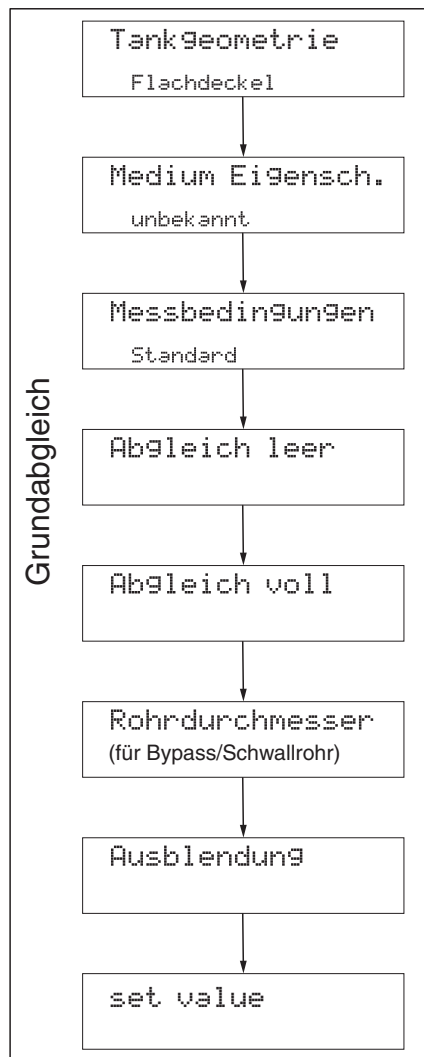 Grundabgleich
Tankgeometrie
Flachdeckel
Medium Eigensch.
unbekannt
Messbedingungen
Standard
Abgleich leer
Abgleich voll
Rohrdurchmesser
(für Bypass/Schwallrohr)
Ausblendung
set value